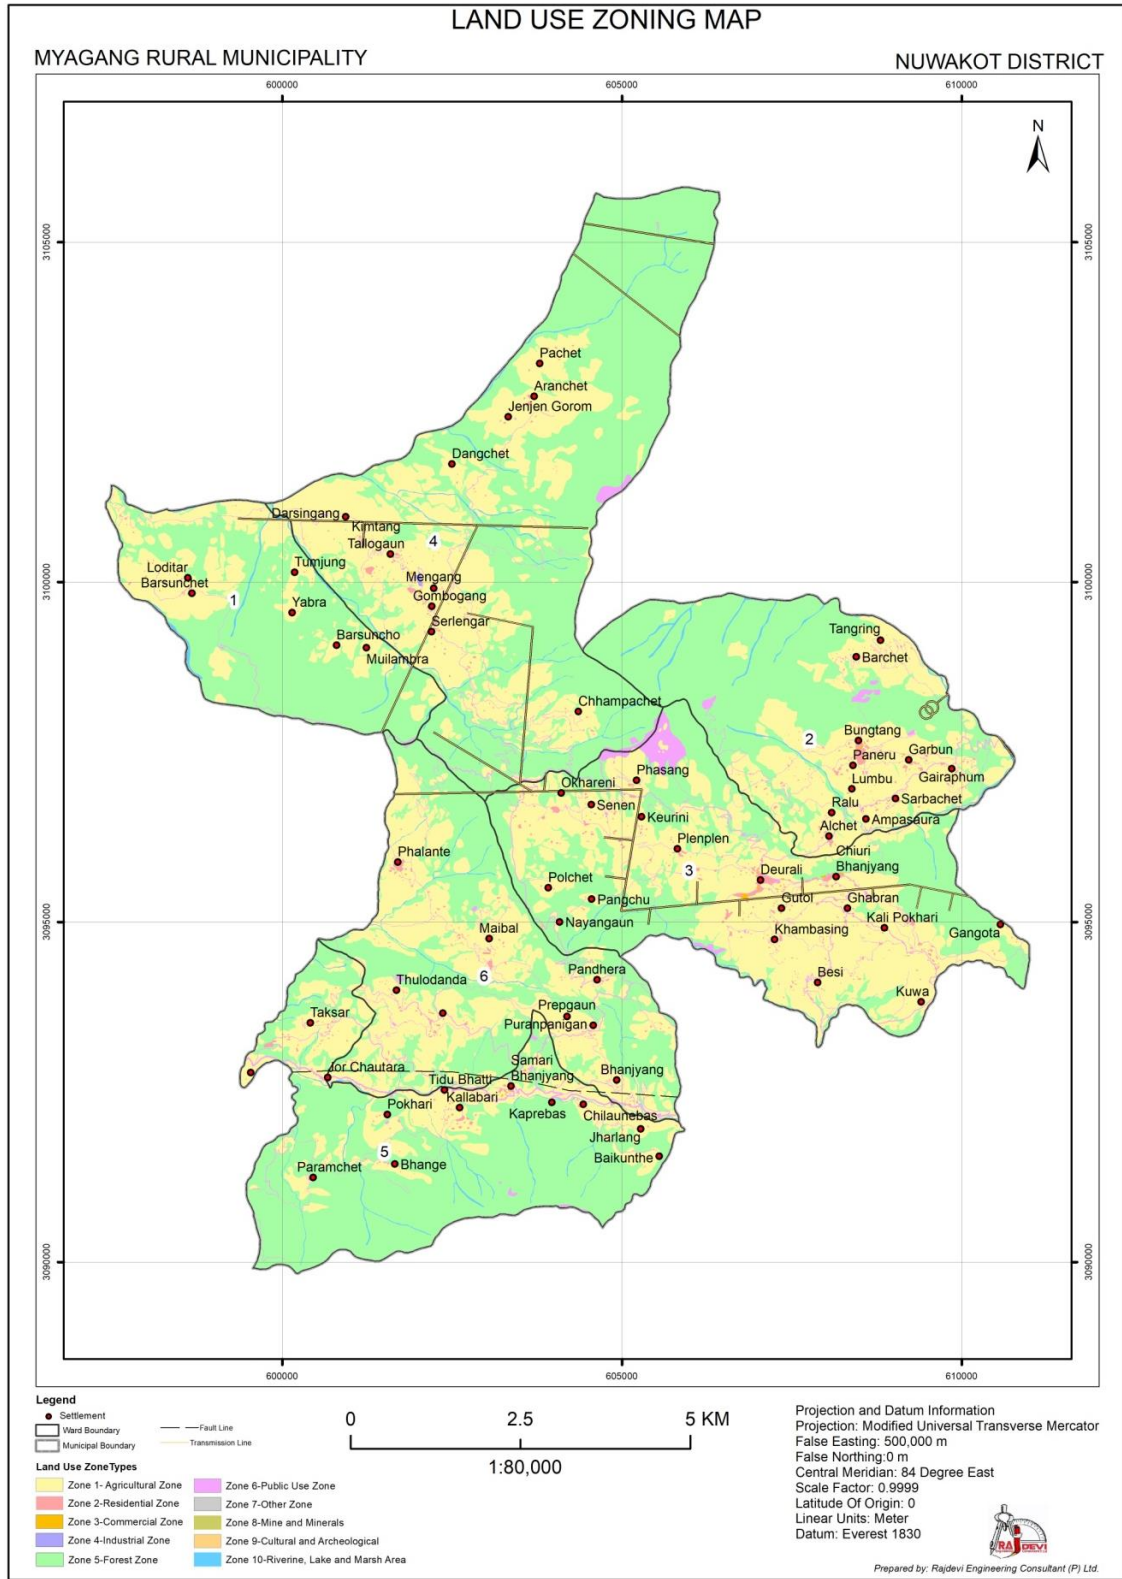 LAND USE ZONING MAP
MYAGANG RURAL MUNICIPALITY
NUWAKOT DISTRICT
600000
605000
610000
N
3105000
3105000
Pachet
Aranchet
Jenjen Gorom
Dangchet
Darsingang
Kimtang
Tallogaun
4
Tumjung
Loditar
Barsunchet
3100000
3100000
Mengang
Gombogang
1
Yabra
Serlengar
Barsuncho
Muilambra
Tangring
Barchet
Chhampachet
2
Bungtang
Paneru
Garbun
Gairaphum
Phasang
Okhareni
Lumbu
Senen
Sarbachet
Keurini
Ralu
Ampasaura
Alchet
Plenplen
Chiuri
Bhanjyang
Phalante
3
Deurali
Polchet
Pangchu
Gutol
Ghabran
Nayangaun
Kali Pokhari
3095000
3095000
Gangota
Maibal
Khambasing
6
Pandhera
Thulodanda
Besi
Kuwa
Prepgaun
Taksar
Puranpanigan
Jor Chautara
Samari
Bhanjyang
Bhanjyang
Tidu Bhatti
Kallabari
Pokhari
Kaprebas
Chilaunebas
Jharlang
5
Bhange
Baikunthe
Paramchet
3090000
3090000
600000
605000
610000
Legend
Settlement
Ward Boundary
Municipal Boundary
Fault Line
Transmission Line
Land Use ZoneTypes
Zone 1- Agricultural Zone
Zone 2-Residential Zone
Zone 3-Commercial Zone
Zone 4-Industrial Zone
Zone 5-Forest Zone
Zone 6-Public Use Zone
Zone 7-Other Zone
Zone 8-Mine and Minerals
Zone 9-Cultural and Archeological
Zone 10-Riverine, Lake and Marsh Area
0 2.5 5 KM
1:80,000
Projection and Datum Information
Projection: Modified Universal Transverse Mercator
False Easting: 500,000 m
False Northing:0 m
Central Meridian: 84 Degree East
Scale Factor: 0.9999
Latitude Of Origin: 0
Linear Units: Meter
Datum: Everest 1830
RAJDEVI
Prepared by: Rajdevi Engineering Consultant (P) Ltd.